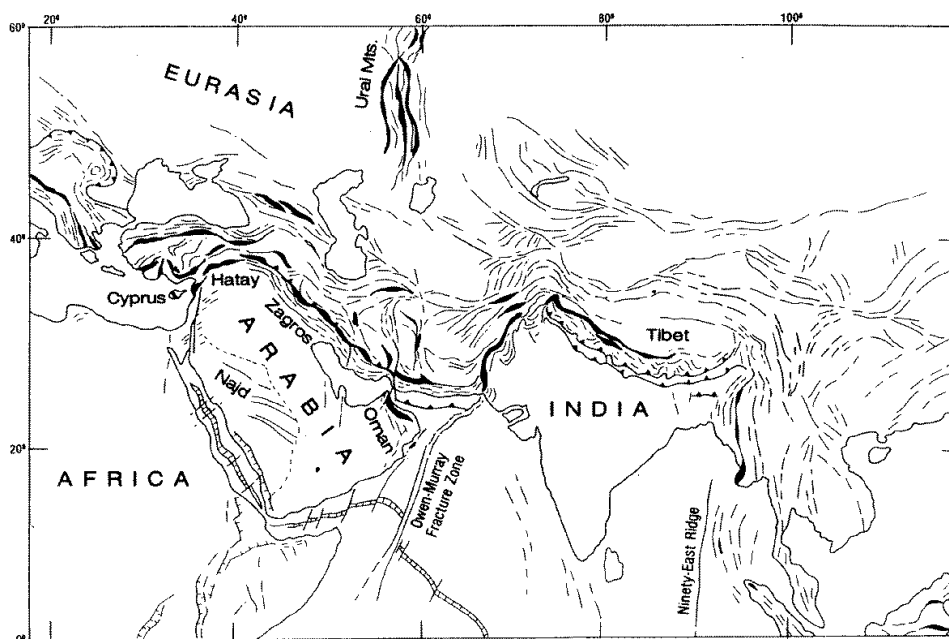 20° 40° 60° 80° 100°
60°
Ural Mts.
EURASIA
40°
Cyprus
Hatay
Zagros
Tibet
ARABIA
Najd
Oman
INDIA
20°
AFRICA
Owen-Murray
Fracture Zone
Ninety-East Ridge
0°